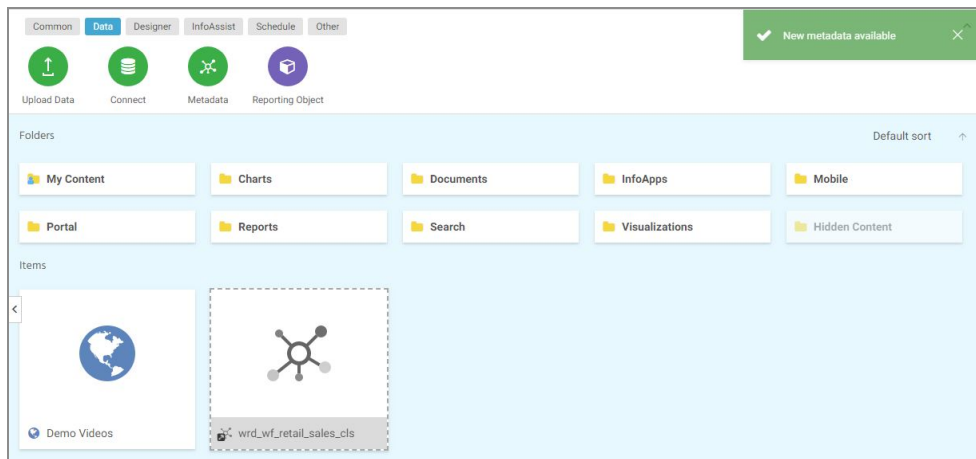 Common Data Designer InfoAssist Schedule Other
New metadata available
Upload Data Connect Metadata Reporting Object
Folders Default sort
My Content Charts Documents InfoApps Mobile
Portal Reports Search Visualizations Hidden Content
Items
Demo Videos wrd_wf_retail_sales_cls